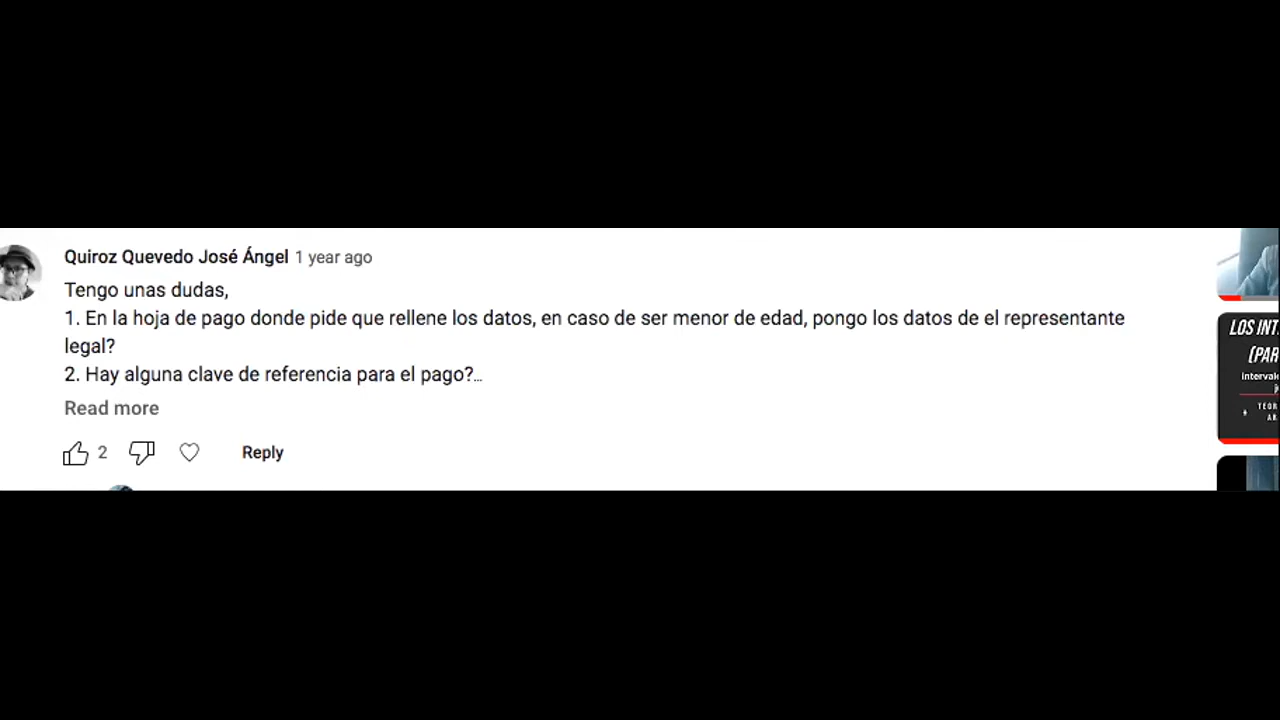 Quiroz Quevedo José Ángel 1 year ago
Tengo unas dudas,
1. En la hoja de pago donde pide que rellene los datos, en caso de ser menor de edad, pongo los datos de el representante
legal?
2. Hay alguna clave de referencia para el pago?...
Read more
2
Reply
LOS INT
(PAR